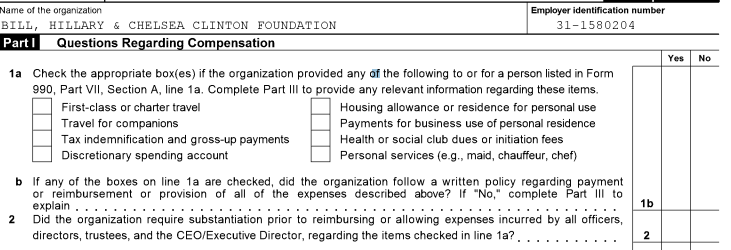 Name of the organization Employer identification number
BILL, HILLARY & CHELSEA CLINTON FOUNDATION 31-1580204
Part I Questions Regarding Compensation
Yes No
1a Check the appropriate box(es) if the organization provided any of the following to or for a person listed in Form
990, Part VII, Section A, line 1a. Complete Part III to provide any relevant information regarding these items.
First-class or charter travel Housing allowance or residence for personal use
Travel for companions Payments for business use of personal residence
Tax indemnification and gross-up payments Health or social club dues or initiation fees
Discretionary spending account Personal services (e.g., maid, chauffeur, chef)
b If any of the boxes on line 1a are checked, did the organization follow a written policy regarding payment
or reimbursement or provision of all of the expenses described above? If "No," complete Part III to
explain . . . . . . . . . . . . . . . . . . . . . . . . . . . . . . . . . . . . . . . . . . . . . . . 1b
2 Did the organization require substantiation prior to reimbursing or allowing expenses incurred by all officers,
directors, trustees, and the CEO/Executive Director, regarding the items checked in line 1a? . . . . . . . . . . . 2